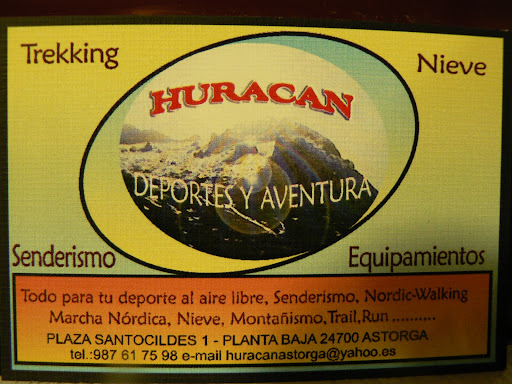 Trekking
Nieve
HURACAN
DEPORTES Y AVENTURA
Senderismo
Equipamientos
Todo para tu deporte al aire libre, Senderismo, Nordic-Walking
Marcha Nórdica, Nieve, Montañismo,Trail,Run ..........
PLAZA SANTOCILDES 1 - PLANTA BAJA 24700 ASTORGA
tel.:987 61 75 98 e-mail huracanastorga@yahoo.es